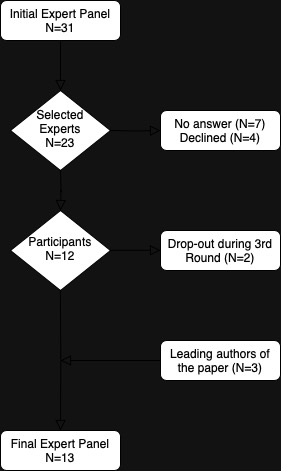 Initial Expert Panel
N=31
Selected
Experts
N=23
No answer (N=7)
Declined (N=4)
Participants
N=12
Drop-out during 3rd
Round (N=2)
Leading authors of
the paper (N=3)
Final Expert Panel
N=13